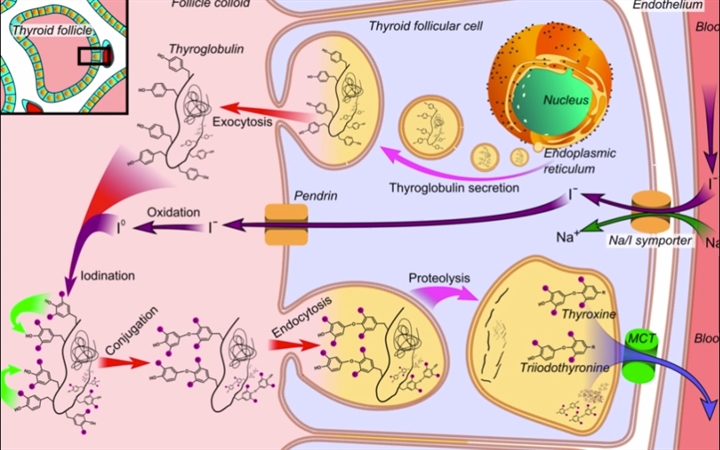 Follicle colloid
Endothelium
Thyroid follicle
Thyroid follicular cell
Thyroglobulin
Nucleus
Exocytosis
Endoplasmic
reticulum
Thyroglobulin secretion
I⁻
Pendrin
I⁻
Oxidation
I⁰
I⁻
Na⁺
Na/I symporter
Iodination
Proteolysis
Endocytosis
Conjugation
Thyroxine
MCT
Triiodothyronine